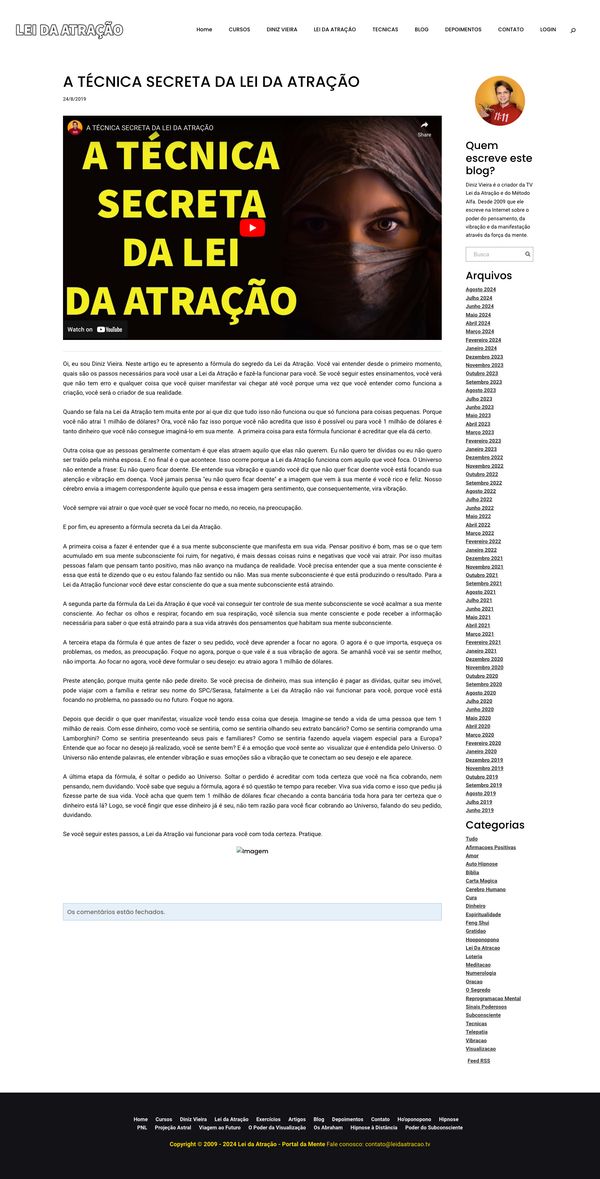 LEI DA ATRAÇÃO
Home CURSOS DINIZ VIEIRA LEI DA ATRAÇÃO TECNICAS BLOG DEPOIMENTOS CONTATO LOGIN
A TÉCNICA SECRETA DA LEI DA ATRAÇÃO
24/8/2019
A TÉCNICA SECRETA DA LEI DA ATRAÇÃO
Share
A TÉCNICA
SECRETA
DA LEI
DA ATRAÇÃO
Watch on YouTube
Oi, eu sou Diniz Vieira. Neste artigo eu te apresento a fórmula do segredo da Lei da Atração. Você vai entender desde o primeiro momento,
quais são os passos necessários para você usar a Lei da Atração e fazê-la funcionar para você. Se você seguir estes ensinamentos, você verá
que não tem erro e qualquer coisa que você quiser manifestar vai chegar até você porque uma vez que você entender como funciona a
criação, você será o criador de sua realidade.
Quando se fala na Lei da Atração tem muita ente por aí que diz que tudo isso não funciona ou que só funciona para coisas pequenas. Porque
você não atrai 1 milhão de dólares? Ora, você não faz isso porque você não acredita que isso é possível ou para você 1 milhão de dólares é
tanto dinheiro que você não consegue imaginá-lo em sua mente. A primeira coisa para esta fórmula funcionar é acreditar que ela dá certo.
Outra coisa que as pessoas geralmente comentam é que elas atraem aquilo que elas não querem. Eu não quero ter dívidas ou eu não quero
ser traído pela minha esposa. E no final é o que acontece. Isso ocorre porque a Lei da Atração funciona com aquilo que você foca. O Universo
não entende a frase: Eu não quero ficar doente. Ele entende sua vibração e quando você diz que não quer ficar doente você está focando sua
atenção e vibração em doença. Você jamais pensa "eu não quero ficar doente" e a imagem que vem à sua mente é você rico e feliz. Nosso
cérebro envia a imagem correspondente àquilo que pensa e essa imagem gera sentimento, que consequentemente, vira vibração.
Você sempre vai atrair o que você quer se você focar no medo, no receio, na preocupação.
E por fim, eu apresento a fórmula secreta da Lei da Atração.
A primeira coisa a fazer é entender que é a sua mente subconsciente que manifesta em sua vida. Pensar positivo é bom, mas se o que tem
acumulado em sua mente subconsciente foi ruim, for negativo, é mais dessas coisas ruins e negativas que você vai atrair. Por isso muitas
pessoas falam que pensam tanto positivo, mas não avanço na mudança de realidade. Você precisa entender que a sua mente consciente é
essa que está te dizendo que o eu estou falando faz sentido ou não. Mas sua mente subconsciente é que está produzindo o resultado. Para a
Lei da Atração funcionar você deve estar consciente do que a sua mente subconsciente está atraindo.
A segunda parte da fórmula da Lei da Atração é que você vai conseguir ter controle de sua mente subconsciente se você acalmar a sua mente
consciente. Ao fechar os olhos e respirar, focando em sua respiração, você silencia sua mente consciente e pode receber a informação
necessária para saber o que está atraindo para a sua vida através dos pensamentos que habitam sua mente subconsciente.
A terceira etapa da fórmula é que antes de fazer o seu pedido, você deve aprender a focar no agora. O agora é o que importa, esqueça os
problemas, os medos, as preocupação. Foque no agora, porque o que vale é a sua vibração de agora. Se amanhã você vai se sentir melhor,
não importa. Ao focar no agora, você deve formular o seu desejo: eu atraio agora 1 milhão de dólares.
Preste atenção, porque muita gente não pede direito. Se você precisa de dinheiro, mas sua intenção é pagar as dívidas, quitar seu imóvel,
pode viajar com a família e retirar seu nome do SPC/Serasa, fatalmente a Lei da Atração não vai funcionar para você, porque você está
focando no problema, no passado ou no futuro. Foque no agora.
Depois que decidir o que quer manifestar, visualize você tendo essa coisa que deseja. Imagine-se tendo a vida de uma pessoa que tem 1
milhão de reais. Com esse dinheiro, como você se sentiria, como se sentiria olhando seu extrato bancário? Como se sentiria comprando uma
Lamborghini? Como se sentiria presenteando seus pais e familiares? Como se sentiria fazendo aquela viagem especial para a Europa?
Entende que ao focar no desejo já realizado, você se sente bem? E é a emoção que você sente ao visualizar que é entendida pelo Universo. O
Universo não entende palavras, ele entender vibração e suas emoções são a vibração que te conectam ao seu desejo e ele aparece.
A última etapa da fórmula, é soltar o pedido ao Universo. Soltar o perdido é acreditar com toda certeza que você na fica cobrando, nem
pensando, nem duvidando. Você sabe que seguiu a fórmula, agora é só questão te tempo para receber. Viva sua vida como e isso que pediu já
fizesse parte de sua vida. Você acha que quem tem 1 milhão de dólares ficar checando a conta bancária toda hora para ter certeza que o
dinheiro está lá? Logo, se você fingir que esse dinheiro já é seu, não tem razão para você ficar cobrando ao Universo, falando do seu pedido,
duvidando.
Se você seguir estes passos, a Lei da Atração vai funcionar para você com toda certeza. Pratique.
Imagem
Os comentários estão fechados.
11:11
Quem
escreve este
blog?
Diniz Vieira é o criador da TV
Lei da Atração e do Método
Alfa. Desde 2009 que ele
escreve na Internet sobre o
poder do pensamento, da
vibração e da manifestação
através da força da mente.
Busca
Arquivos
Agosto 2024
Julho 2024
Junho 2024
Maio 2024
Abril 2024
Março 2024
Fevereiro 2024
Janeiro 2024
Dezembro 2023
Novembro 2023
Outubro 2023
Setembro 2023
Agosto 2023
Julho 2023
Junho 2023
Maio 2023
Abril 2023
Março 2023
Fevereiro 2023
Janeiro 2023
Dezembro 2022
Novembro 2022
Outubro 2022
Setembro 2022
Agosto 2022
Julho 2022
Junho 2022
Maio 2022
Abril 2022
Março 2022
Fevereiro 2022
Janeiro 2022
Dezembro 2021
Novembro 2021
Outubro 2021
Setembro 2021
Agosto 2021
Julho 2021
Junho 2021
Maio 2021
Abril 2021
Março 2021
Fevereiro 2021
Janeiro 2021
Dezembro 2020
Novembro 2020
Outubro 2020
Setembro 2020
Agosto 2020
Julho 2020
Junho 2020
Maio 2020
Abril 2020
Março 2020
Fevereiro 2020
Janeiro 2020
Dezembro 2019
Novembro 2019
Outubro 2019
Setembro 2019
Agosto 2019
Julho 2019
Junho 2019
Categorias
Tudo
Afirmacoes Positivas
Amor
Auto Hipnose
Biblia
Carta Magica
Cerebro Humano
Cura
Dinheiro
Espiritualidade
Feng Shui
Gratidao
Hooponopono
Lei Da Atracao
Loteria
Meditacao
Numerologia
Oracao
O Segredo
Reprogramacao Mental
Sinais Poderosos
Subconsciente
Tecnicas
Telepatia
Vibracao
Visualizacao
Feed RSS
Home Cursos Diniz Vieira Lei da Atração Exercícios Artigos Blog Depoimentos Contato Ho'oponopono Hipnose
PNL Projeção Astral Viagem ao Futuro O Poder da Visualização Os Abraham Hipnose à Distância Poder do Subconsciente
Copyright © 2009 - 2024 Lei da Atração - Portal da Mente Fale conosco: contato@leidaatracao.tv